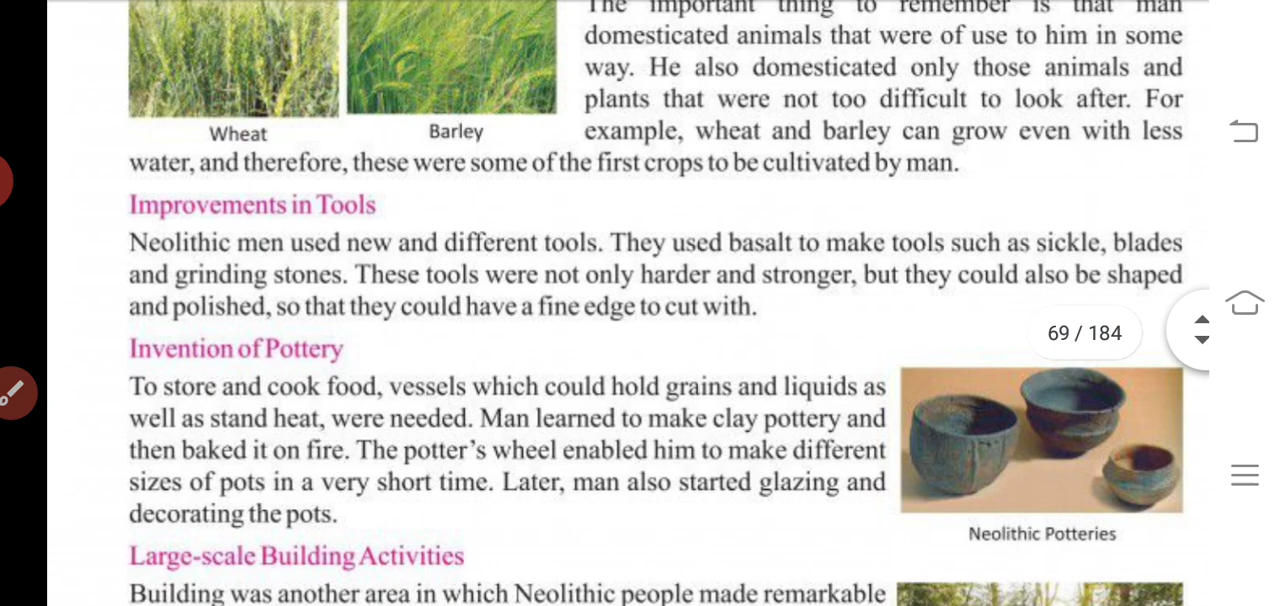 The important thing to remember is that man
domesticated animals that were of use to him in some
way. He also domesticated only those animals and
plants that were not too difficult to look after. For
example, wheat and barley can grow even with less
Wheat
Barley
water, and therefore, these were some of the first crops to be cultivated by man.
Improvements in Tools
Neolithic men used new and different tools. They used basalt to make tools such as sickle, blades
and grinding stones. These tools were not only harder and stronger, but they could also be shaped
and polished, so that they could have a fine edge to cut with.
69 / 184
Invention of Pottery
To store and cook food, vessels which could hold grains and liquids as
well as stand heat, were needed. Man learned to make clay pottery and
then baked it on fire. The potter's wheel enabled him to make different
sizes of pots in a very short time. Later, man also started glazing and
decorating the pots.
Neolithic Potteries
Large-scale Building Activities
Building was another area in which Neolithic people made remarkable